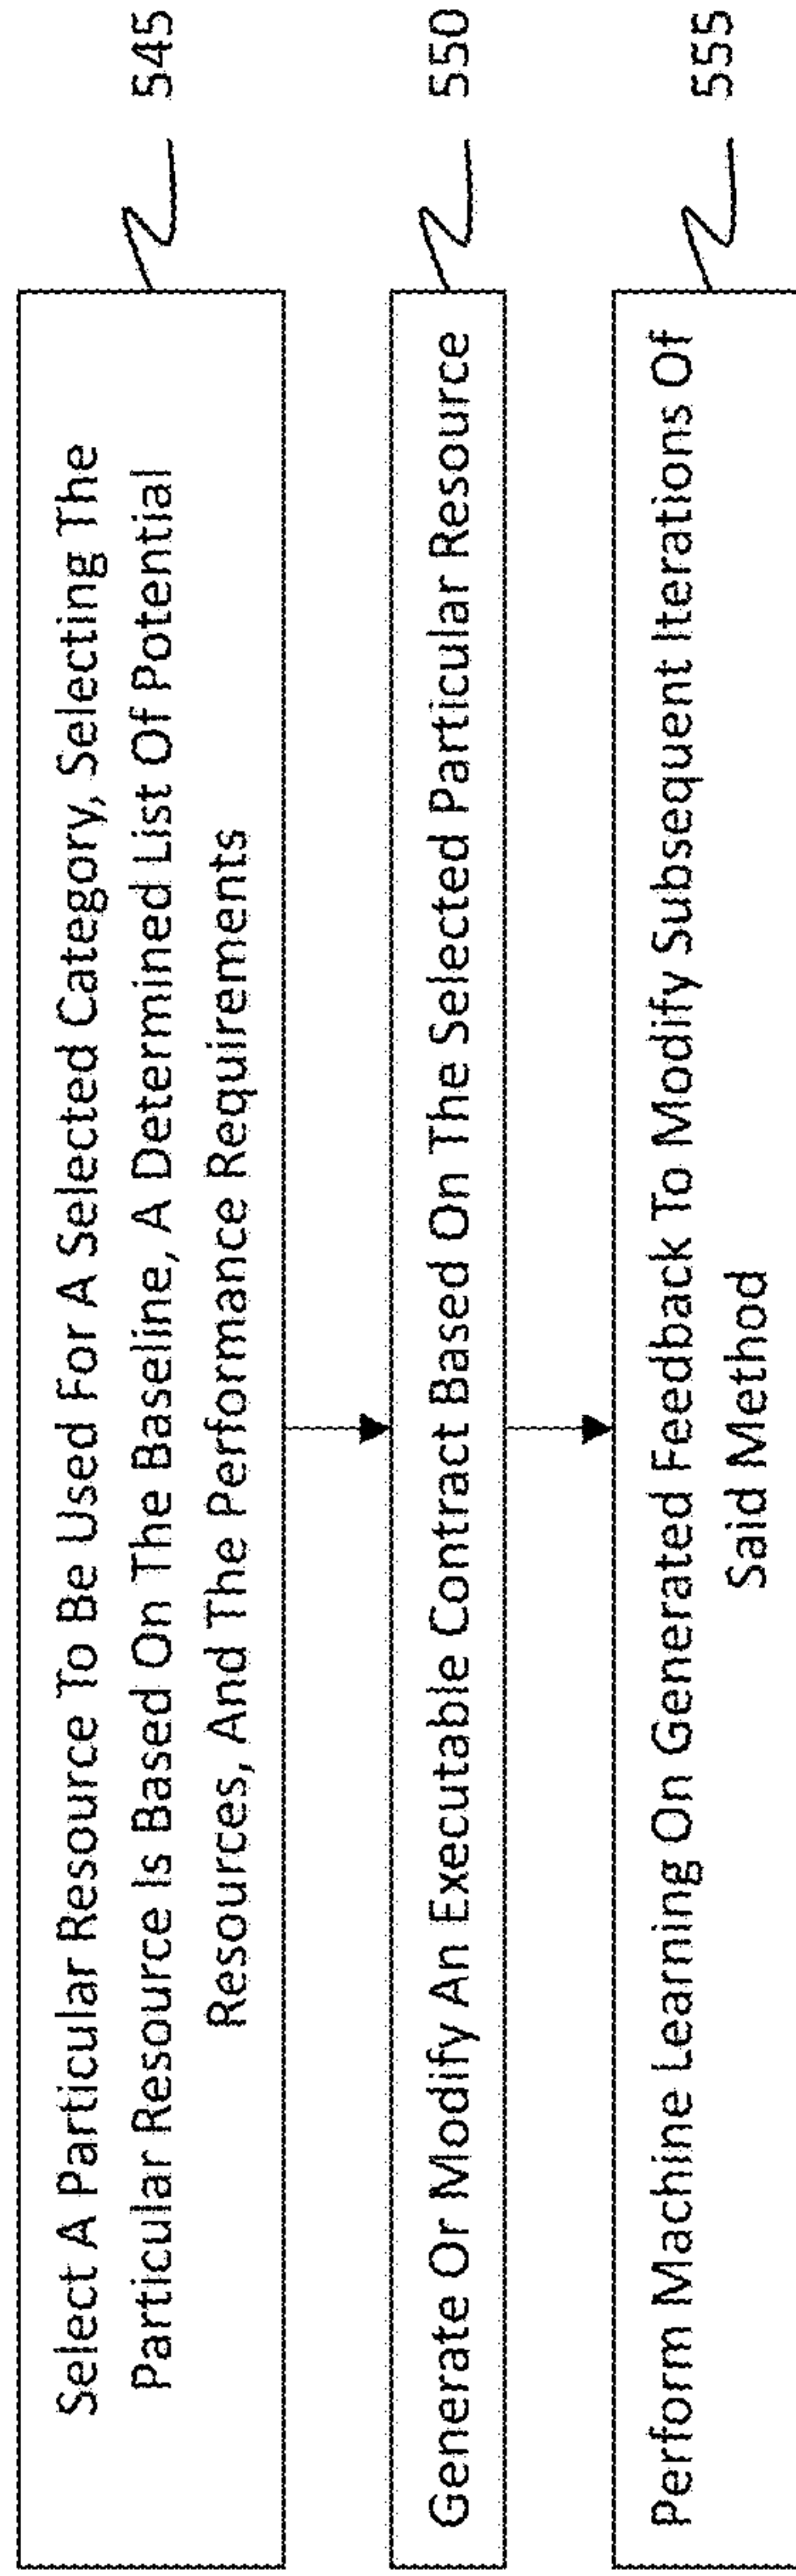 Select A Particular Resource To Be Used For A Selected Category, Selecting The
Particular Resource Is Based On The Baseline, A Determined List Of Potential
Resources, And The Performance Requirements
545
Generate Or Modify An Executable Contract Based On The Selected Particular Resource
550
Perform Machine Learning On Generated Feedback To Modify Subsequent Iterations Of
Said Method
555